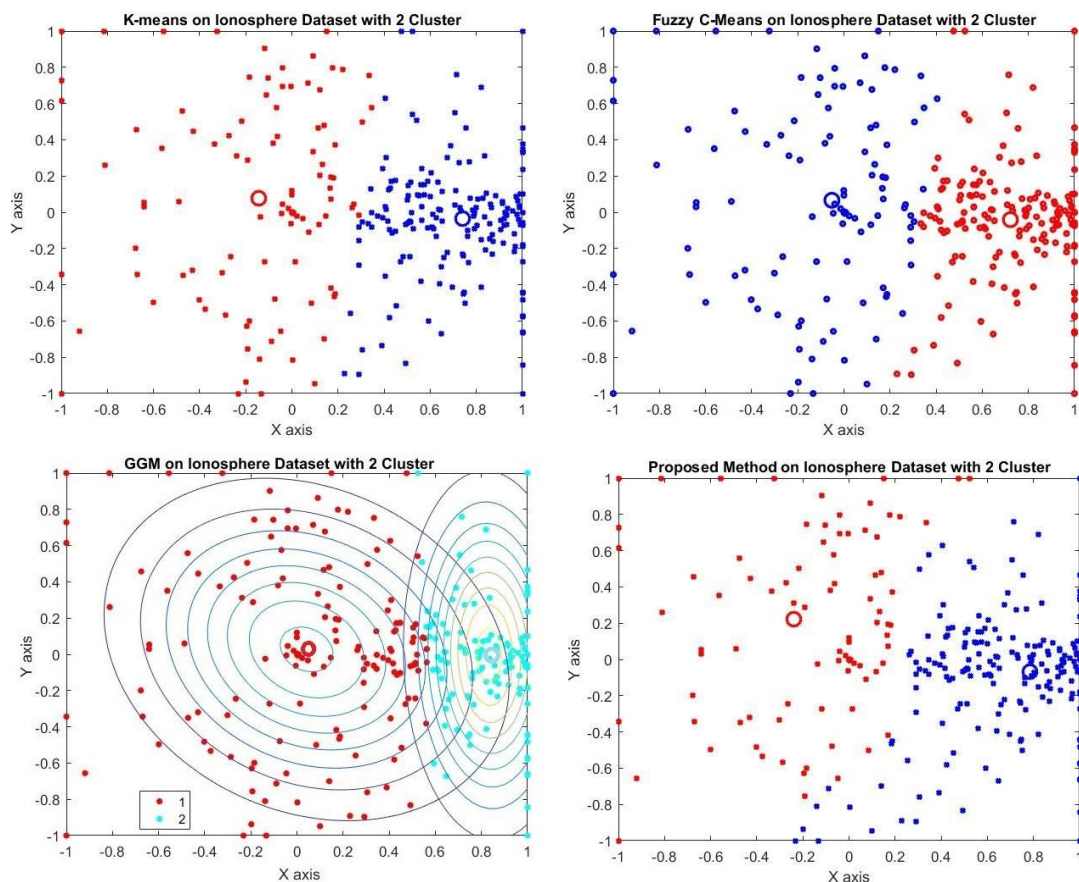 K-means on Ionosphere Dataset with 2 Cluster
1
0.8
0.6
0.4
0.2
0
-0.2
-0.4
-0.6
-0.8
-1
Y axis
-1 -0.8 -0.6 -0.4 -0.2 0 0.2 0.4 0.6 0.8 1
X axis
Fuzzy C-Means on Ionosphere Dataset with 2 Cluster
1
0.8
0.6
0.4
0.2
0
-0.2
-0.4
-0.6
-0.8
-1
Y axis
-1 -0.8 -0.6 -0.4 -0.2 0 0.2 0.4 0.6 0.8 1
X axis
GGM on Ionosphere Dataset with 2 Cluster
1
0.8
0.6
0.4
0.2
0
-0.2
-0.4
-0.6
-0.8
-1
Y axis
1
2
-1 -0.8 -0.6 -0.4 -0.2 0 0.2 0.4 0.6 0.8 1
X axis
Proposed Method on Ionosphere Dataset with 2 Cluster
1
0.8
0.6
0.4
0.2
0
-0.2
-0.4
-0.6
-0.8
-1
Y axis
-1 -0.8 -0.6 -0.4 -0.2 0 0.2 0.4 0.6 0.8 1
X axis